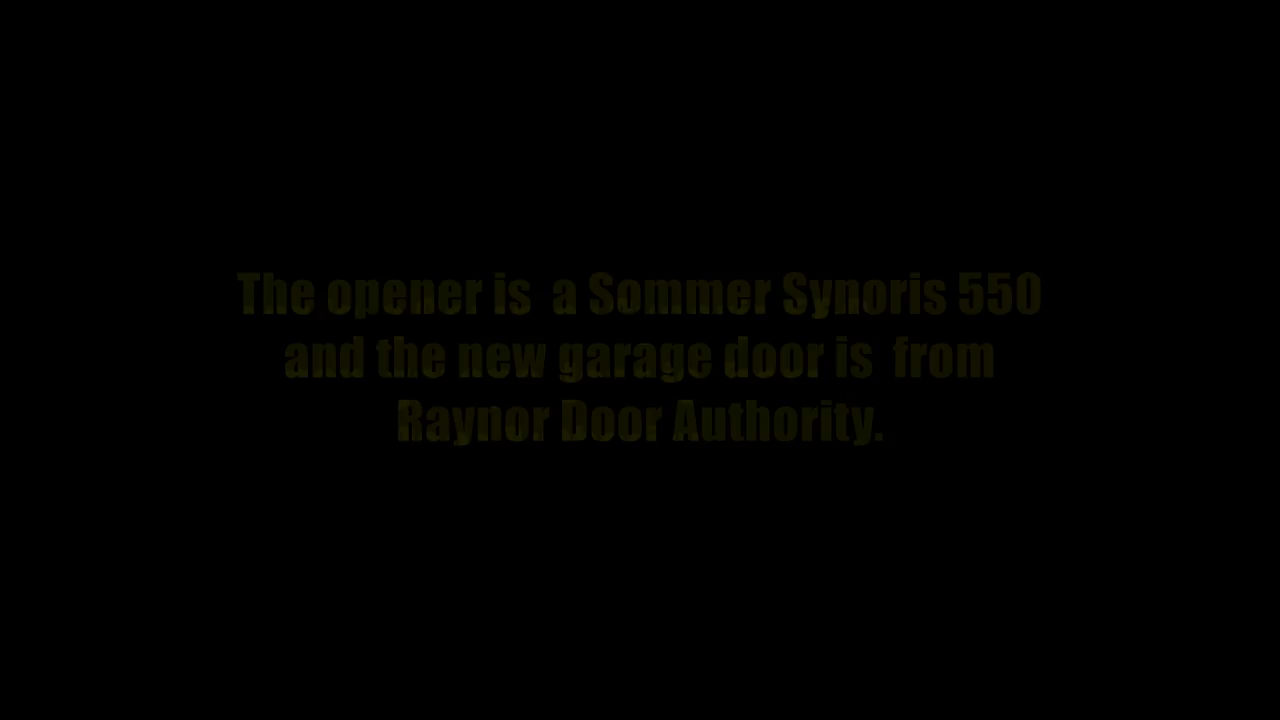 The opener is  a Sommer Synoris 550
and the new garage door is  from
Raynor Door Authority.